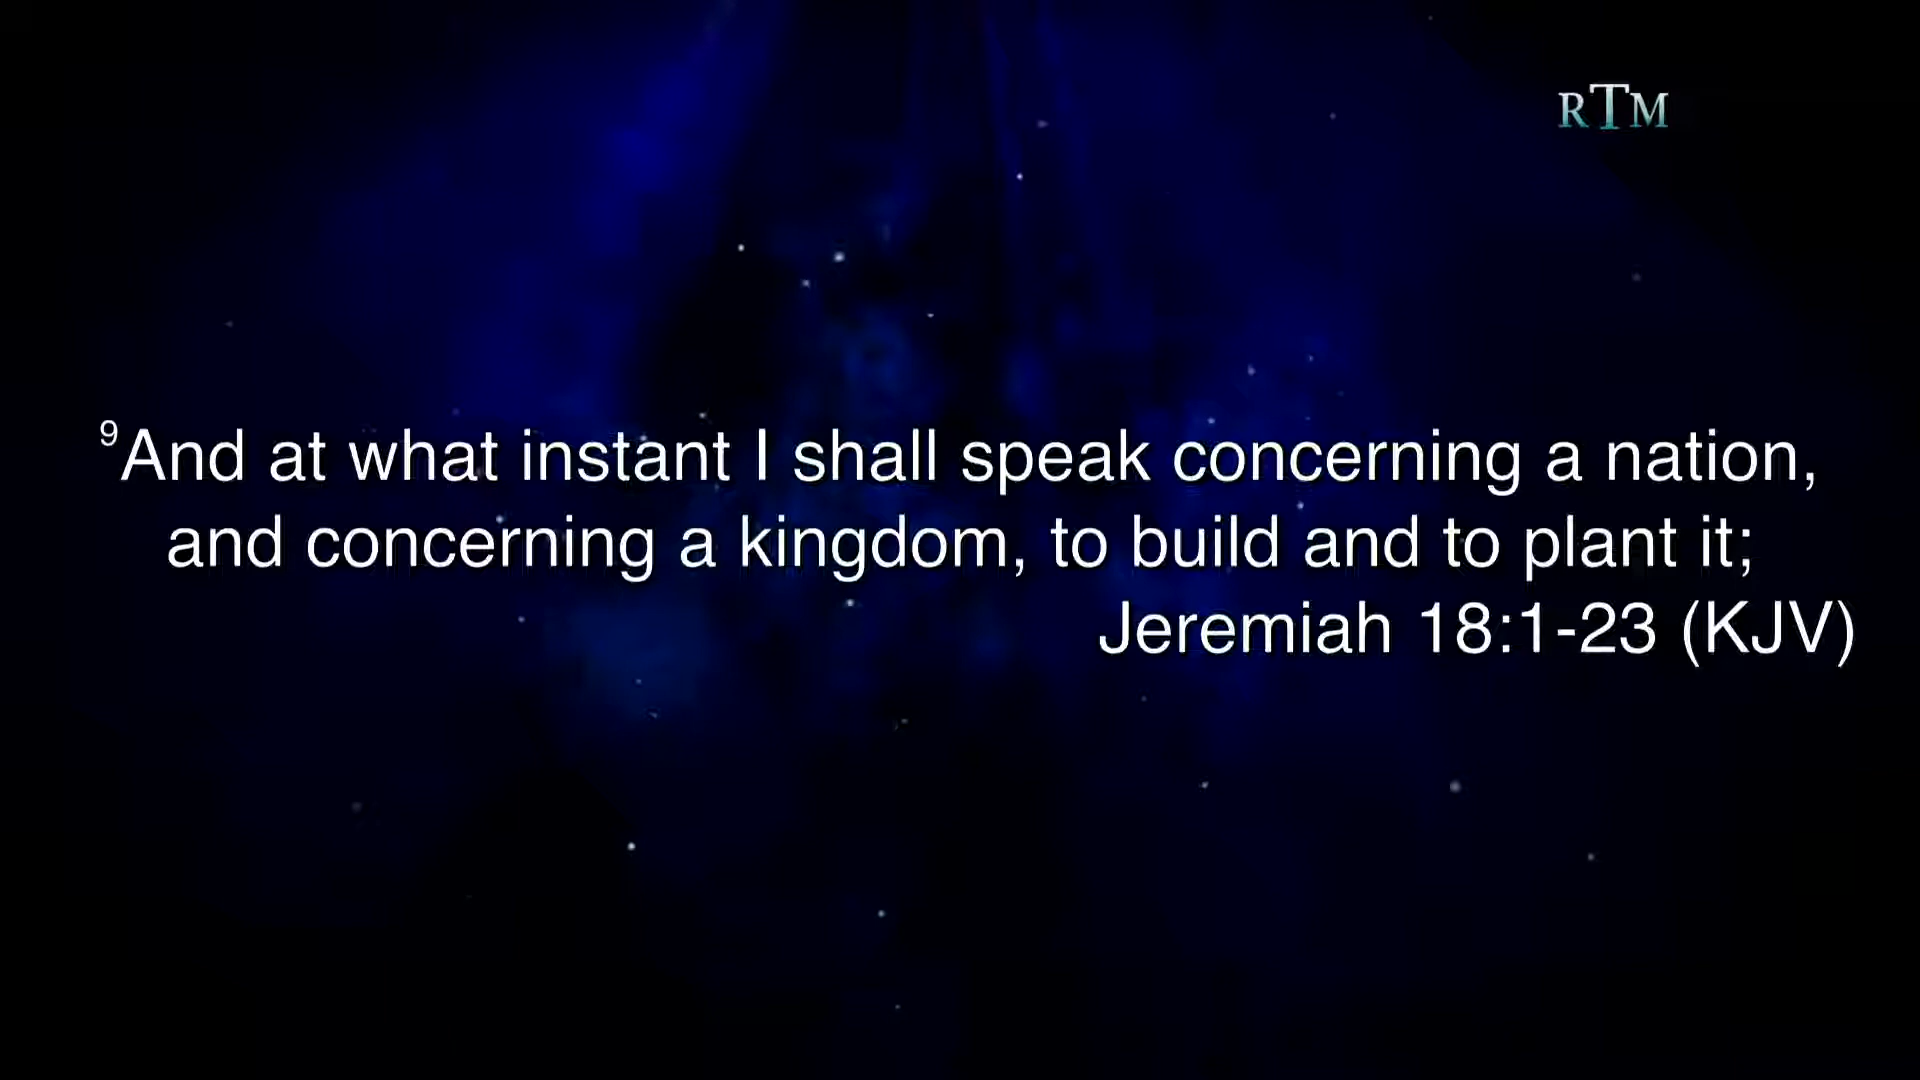 RTM
⁹And at what instant I shall speak concerning a nation,
and concerning a kingdom, to build and to plant it;
Jeremiah 18:1-23 (KJV)